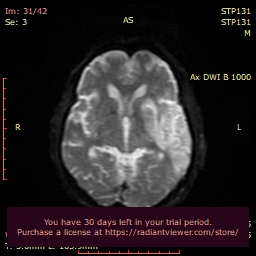 Im: 31/42
Se: 3
AS
STP131
STP131
M
Ax DWI B 1000
R
L
You have 30 days left in your trial period.
Purchase a license at https://radiantviewer.com/store/